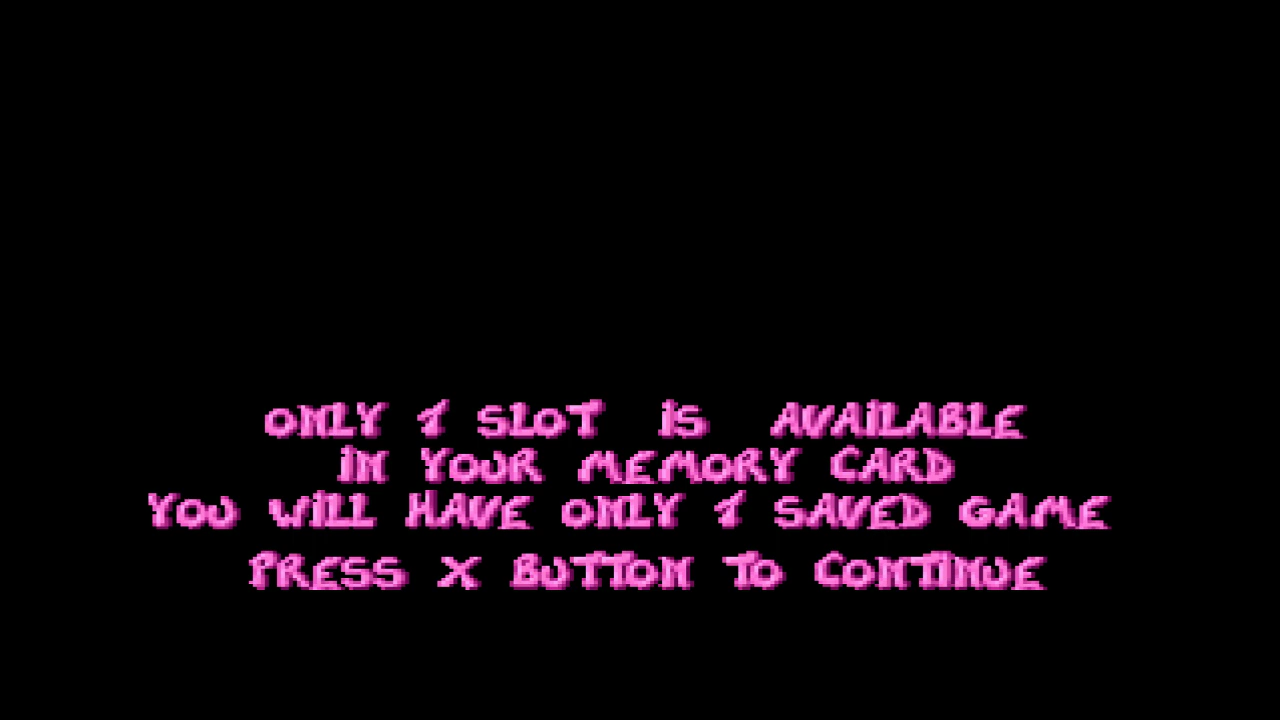 ONLY 1 SLOT IS AVAILABLE
IN YOUR MEMORY CARD
YOU WILL HAVE ONLY 1 SAVED GAME
PRESS X BUTTON TO CONTINUE